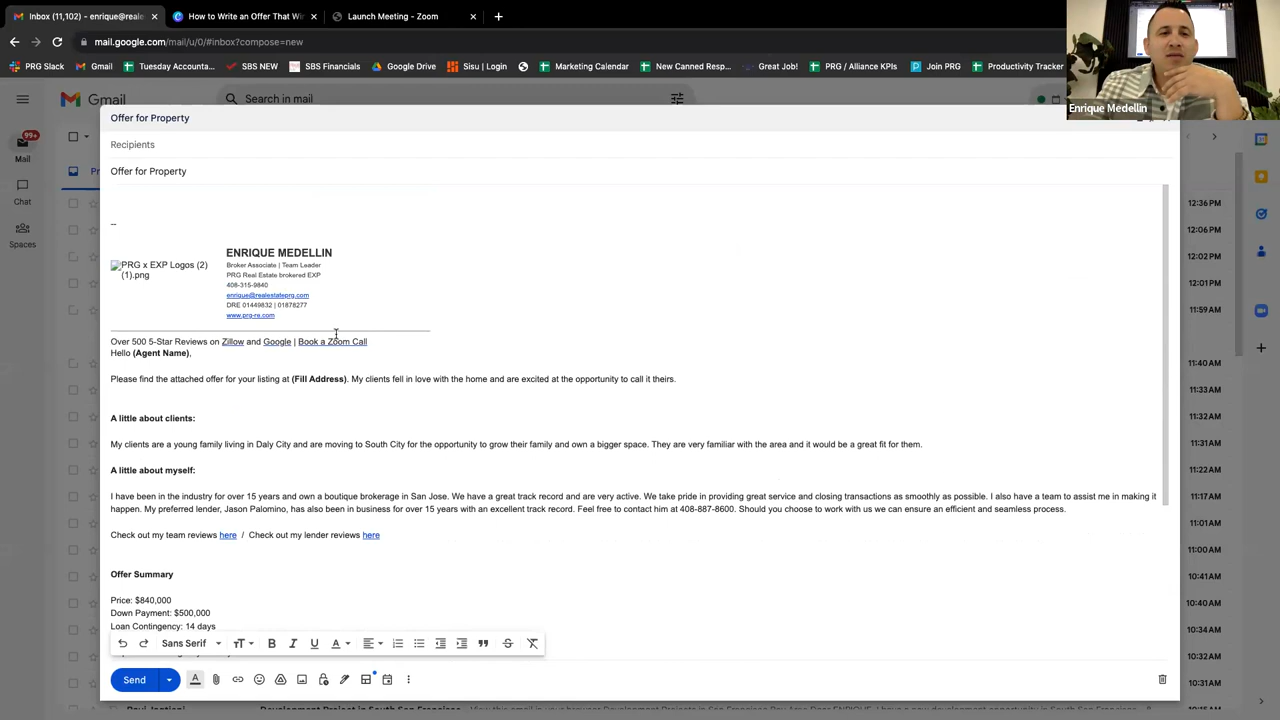 Inbox (11,102) - enrique@reale
How to Write an Offer That Wi
Launch Meeting - Zoom
mail.google.com/mail/u/0/#inbox?compose=new
PRG Slack
Gmail
Tuesday Accounta...
SBS NEW
SBS Financials
Google Drive
Login
Marketing Calendar
New Canned Resp...
Great Job!
PRG / Alliance KPIs
Join PRG
Productivity Tracker
Enrique Medellin
Offer for Property
Recipients
Offer for Property
99+
Mail
Chat
Spaces
--
PRG x EXP Logos (2)
(1).png
ENRIQUE MEDELLIN
Broker Associate | Team Leader
PRG Real Estate brokered EXP
408-315-9840
enrique@realestateprg.com
DRE 01449832 | 01878277
www.prg-re.com
Over 500 5-Star Reviews on Zillow and Google | Book a Zoom Call
Hello (Agent Name),
Please find the attached offer for your listing at (Fill Address). My clients fell in love with the home and are excited at the opportunity to call it theirs.
A little about clients:
My clients are a young family living in Daly City and are moving to South City for the opportunity to grow their family and own a bigger space. They are very familiar with the area and it would be a great fit for them.
A little about myself:
I have been in the industry for over 15 years and own a boutique brokerage in San Jose. We have a great track record and are very active. We take pride in providing great service and closing transactions as smoothly as possible. I also have a team to assist me in making it
happen. My preferred lender, Jason Palomino, has also been in business for over 15 years with an excellent track record. Feel free to contact him at 408-887-8600. Should you choose to work with us we can ensure an efficient and seamless process.
Check out my team reviews here / Check out my lender reviews here
Offer Summary
Price: $840,000
Down Payment: $500,000
Loan Contingency: 14 days
Sans Serif
Send
12:36 PM
12:06 PM
12:02 PM
12:01 PM
11:59 AM
11:40 AM
11:33 AM
11:32 AM
11:31 AM
11:22 AM
11:17 AM
11:01 AM
11:00 AM
10:41 AM
10:40 AM
10:34 AM
10:32 AM
10:31 AM